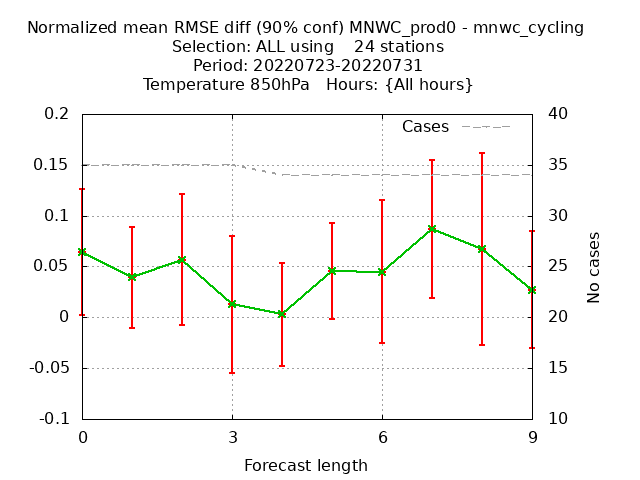 Normalized mean RMSE diff (90% conf) MNWC_prod0 - mnwc_cycling
Selection: ALL using    24 stations
Period: 20220723-20220731
Temperature 850hPa   Hours: {All hours}
0.2
0.15
0.1
0.05
0
-0.05
-0.1
Cases
40
35
30
25
20
15
10
No cases
0 3 6 9
Forecast length